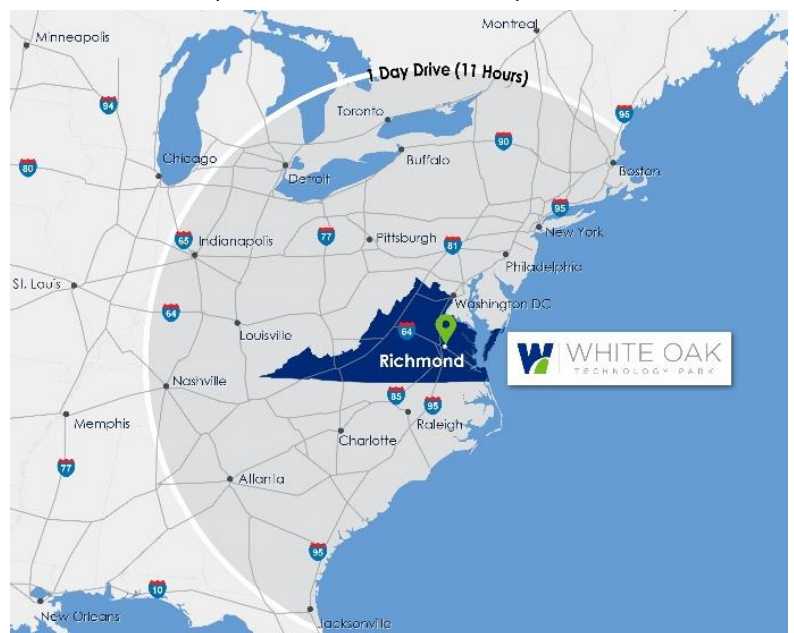 Montreal
Minneapolis
1 Day Drive (11 Hours)
94
Toronto
95
90
Chicago
Buffalo
80
Detroit
Boston
95
65
77
81
New York
Indianapolis
Pittsburgh
Philadelphia
St. Louis
Washington DC
64
64
Louisville
Richmond
WHITE OAK
TECHNOLOGY PARK
Nashville
85
95
Memphis
Raleigh
Charlotte
77
Atlanta
95
10
New Orleans
Jacksonville